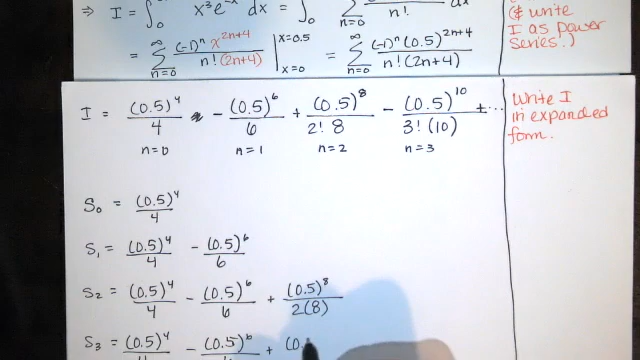 ⇒ I = ∫₀ x³e⁻ˣ dx = ∫₀ Σ n! dx
= Σ_{n=0}^{∞} (-1)ⁿ x^{2n+4} / n! (2n+4) |_{x=0}^{x=0.5} = Σ_{n=0}^{∞} (-1)ⁿ (0.5)^{2n+4} / n! (2n+4)
(& write
I as power
series.)
I = (0.5)⁴/4 - (0.5)⁶/6 + (0.5)⁸/2! 8 - (0.5)¹⁰/3! (10) + ...
n=0 n=1 n=2 n=3
Write I
in expanded
form.
S₀ = (0.5)⁴/4
S₁ = (0.5)⁴/4 - (0.5)⁶/6
S₂ = (0.5)⁴/4 - (0.5)⁶/6 + (0.5)⁸/2(8)
S₃ = (0.5)⁴/4 - (0.5)⁶/6 + (0.